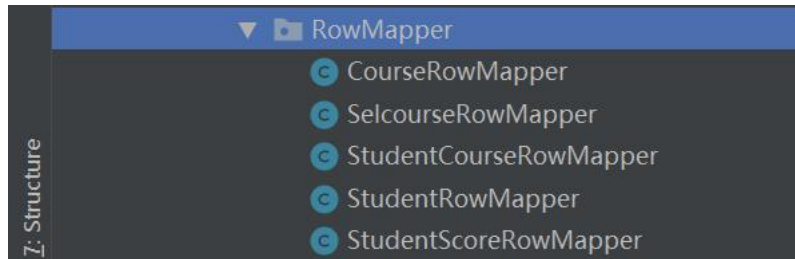 RowMapper
CourseRowMapper
SelcourseRowMapper
StudentCourseRowMapper
StudentRowMapper
StudentScoreRowMapper
7: Structure